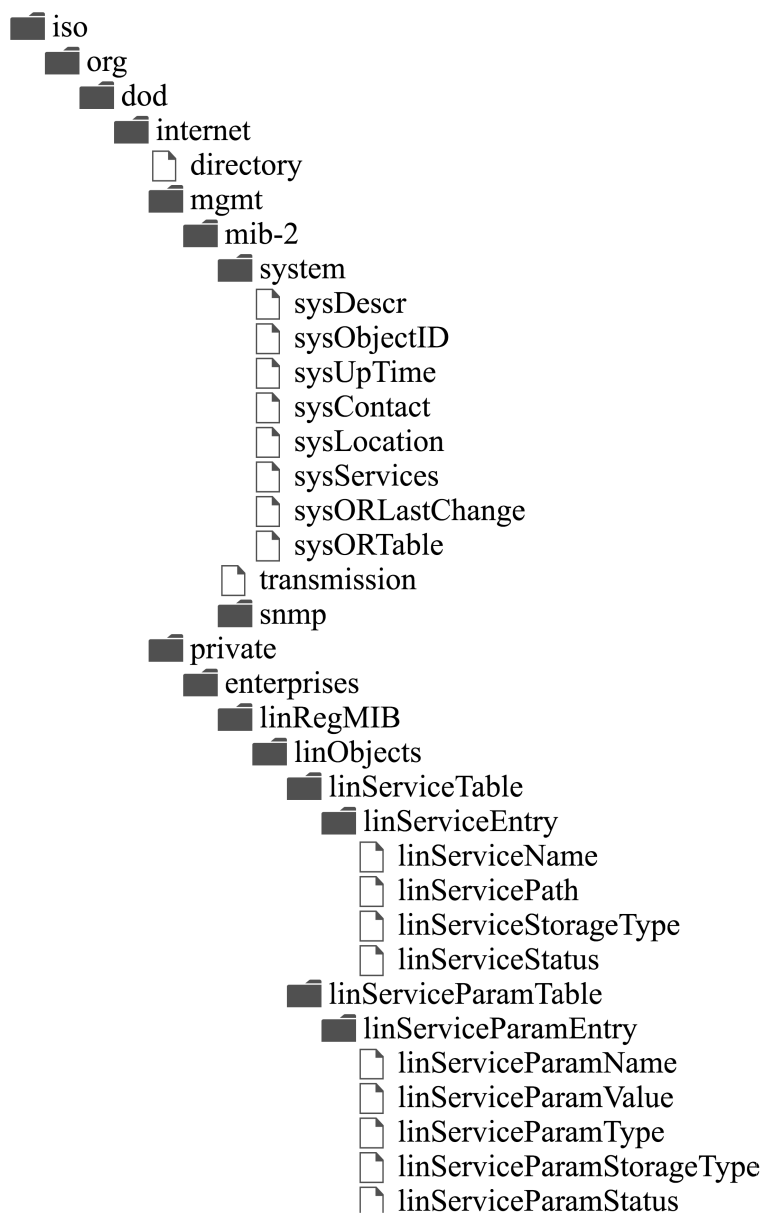 iso
org
dod
internet
directory
mgmt
mib-2
system
sysDescr
sysObjectID
sysUpTime
sysContact
sysLocation
sysServices
sysORLastChange
sysORTable
transmission
snmp
private
enterprises
linRegMIB
linObjects
linServiceTable
linServiceEntry
linServiceName
linServicePath
linServiceStorageType
linServiceStatus
linServiceParamTable
linServiceParamEntry
linServiceParamName
linServiceParamValue
linServiceParamType
linServiceParamStorageType
linServiceParamStatus